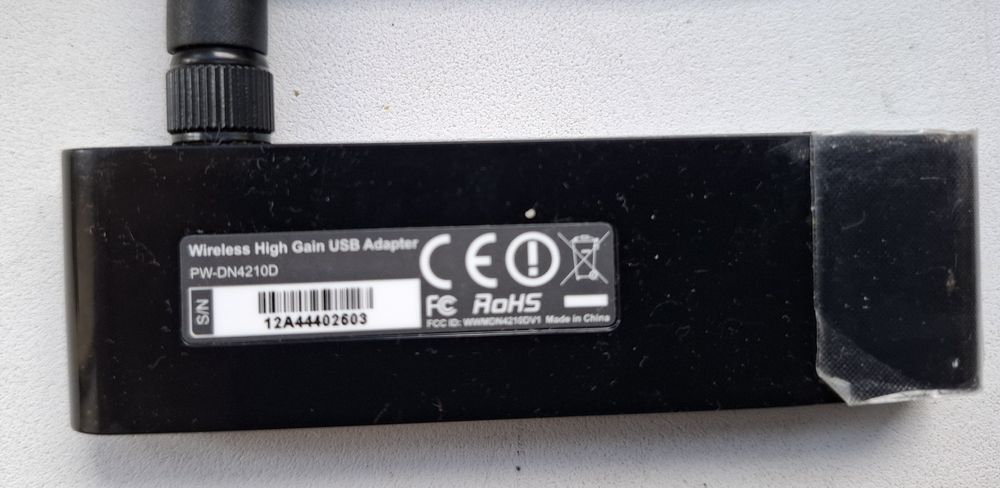 Wireless High Gain USB Adapter
PW-DN4210D
S/N
12A44402603
CE
FC RoHS
FCC ID: WWMDN4210DV1 Made in China